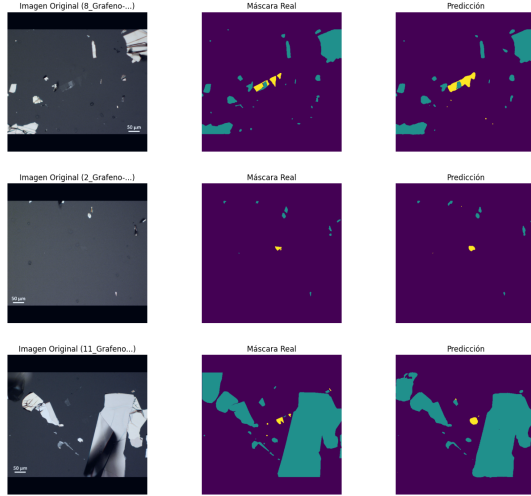 Imagen Original (8_Grafeno-...)
Máscara Real
Predicción
50 µm
Imagen Original (2_Grafeno-...)
Máscara Real
Predicción
50 µm
Imagen Original (11_Grafeno...)
Máscara Real
Predicción
50 µm